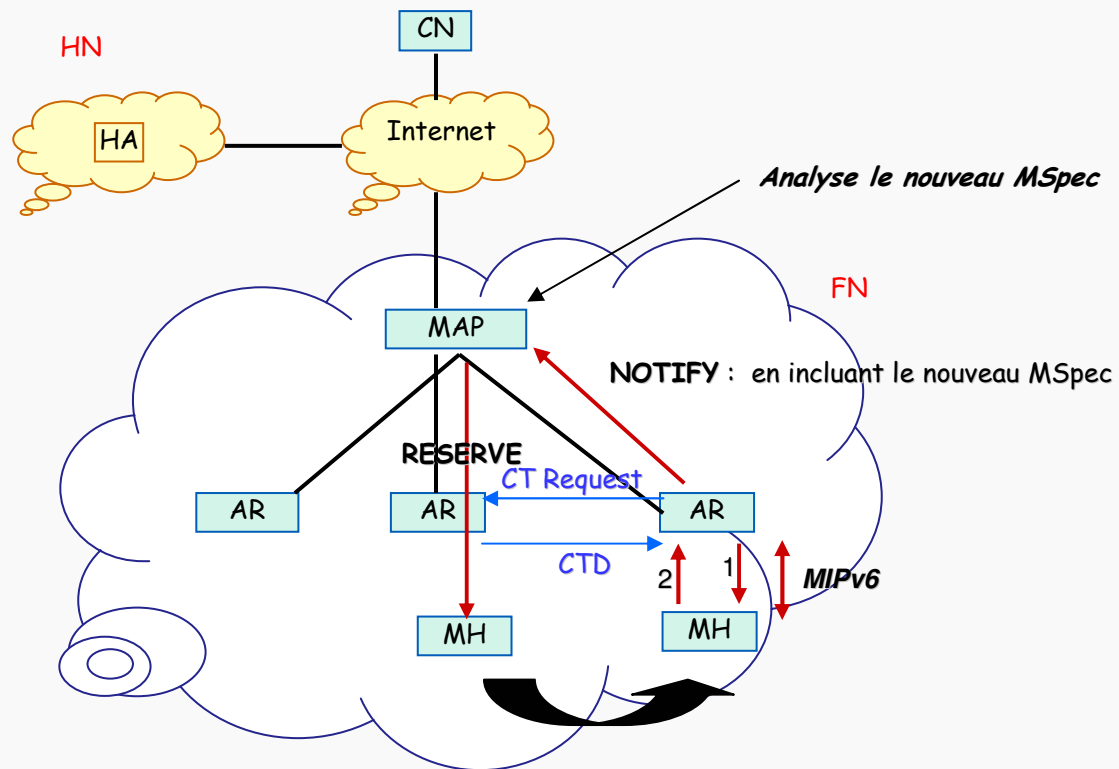 CN
HN
HA
Internet
Analyse le nouveau MSpec
FN
MAP
NOTIFY : en incluant le nouveau MSpec
RESERVE
CT Request
AR
AR
AR
CTD
2
1
MIPv6
MH
MH